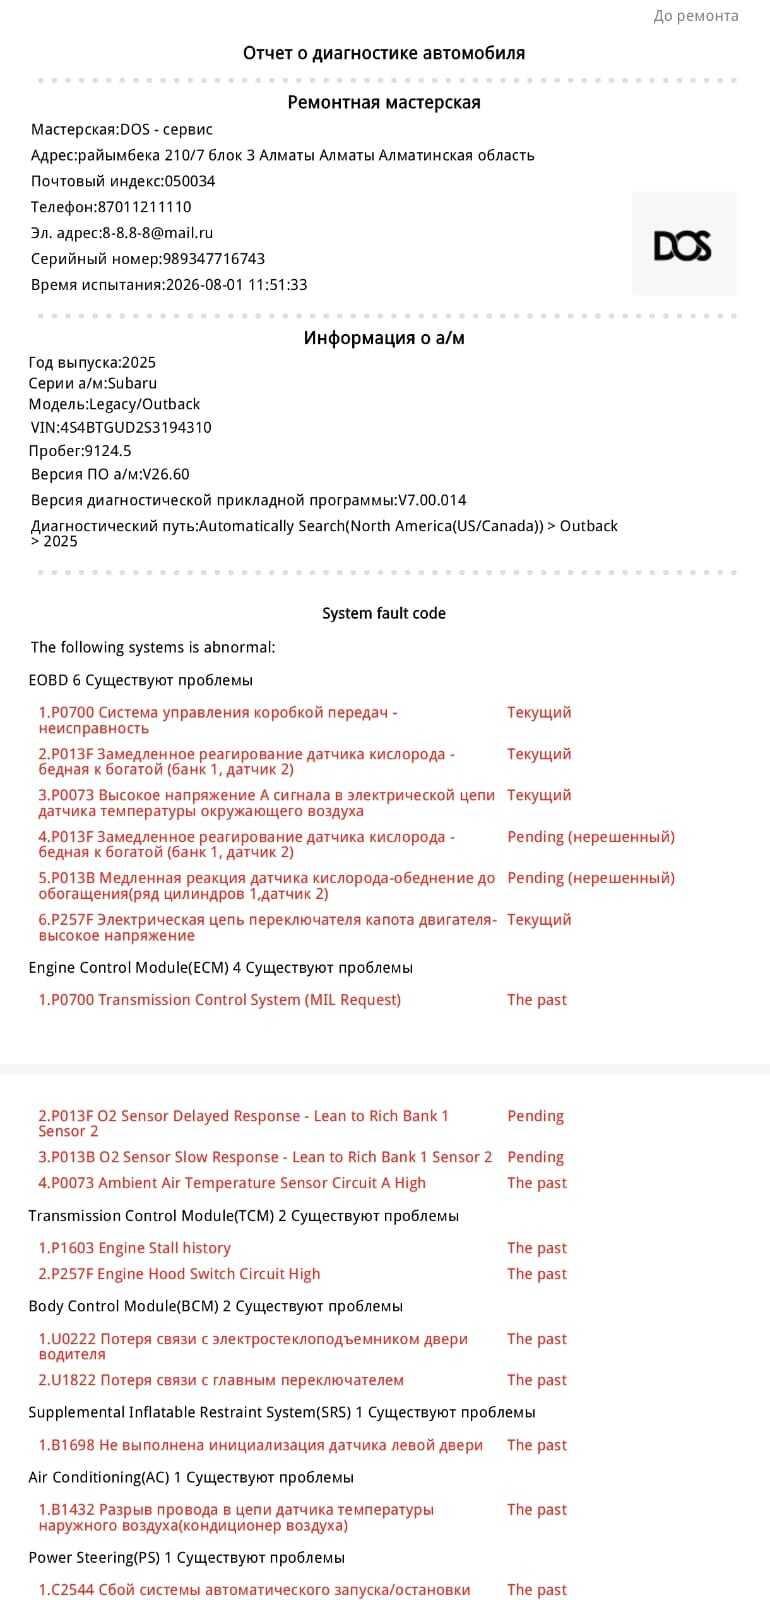 До ремонта
Отчет о диагностике автомобиля
Ремонтная мастерская
Мастерская:DOS - сервис
Адрес:райымбека 210/7 блок 3 Алматы Алматы Алматинская область
Почтовый индекс:050034
Телефон:87011211110
Эл. адрес:8-8.8-8@mail.ru
Серийный номер:989347716743
Время испытания:2026-08-01 11:51:33
DOS
Информация о а/м
Год выпуска:2025
Серии а/м:Subaru
Модель:Legacy/Outback
VIN:4S4BTGUD2S3194310
Пробег:9124.5
Версия ПО а/м:V26.60
Версия диагностической прикладной программы:V7.00.014
Диагностический путь:Automatically Search(North America(US/Canada)) > Outback
> 2025
System fault code
The following systems is abnormal:
EOBD 6 Существуют проблемы
1.P0700 Система управления коробкой передач - Текущий
неисправность
2.P013F Замедленное реагирование датчика кислорода - Текущий
бедная к богатой (банк 1, датчик 2)
3.P0073 Высокое напряжение А сигнала в электрической цепи Текущий
датчика температуры окружающего воздуха
4.P013F Замедленное реагирование датчика кислорода - Pending (нерешенный)
бедная к богатой (банк 1, датчик 2)
5.P013B Медленная реакция датчика кислорода-обеднение до Pending (нерешенный)
обогащения(ряд цилиндров 1,датчик 2)
6.P257F Электрическая цепь переключателя капота двигателя- Текущий
высокое напряжение
Engine Control Module(ECM) 4 Существуют проблемы
1.P0700 Transmission Control System (MIL Request) The past
2.P013F O2 Sensor Delayed Response - Lean to Rich Bank 1 Pending
Sensor 2
3.P013B O2 Sensor Slow Response - Lean to Rich Bank 1 Sensor 2 Pending
4.P0073 Ambient Air Temperature Sensor Circuit A High The past
Transmission Control Module(TCM) 2 Существуют проблемы
1.P1603 Engine Stall history The past
2.P257F Engine Hood Switch Circuit High The past
Body Control Module(BCM) 2 Существуют проблемы
1.U0222 Потеря связи с электростеклоподъемником двери The past
водителя
2.U1822 Потеря связи с главным переключателем The past
Supplemental Inflatable Restraint System(SRS) 1 Существуют проблемы
1.B1698 Не выполнена инициализация датчика левой двери The past
Air Conditioning(AC) 1 Существуют проблемы
1.B1432 Разрыв провода в цепи датчика температуры The past
наружного воздуха(кондиционер воздуха)
Power Steering(PS) 1 Существуют проблемы
1.C2544 Сбой системы автоматического запуска/остановки The past